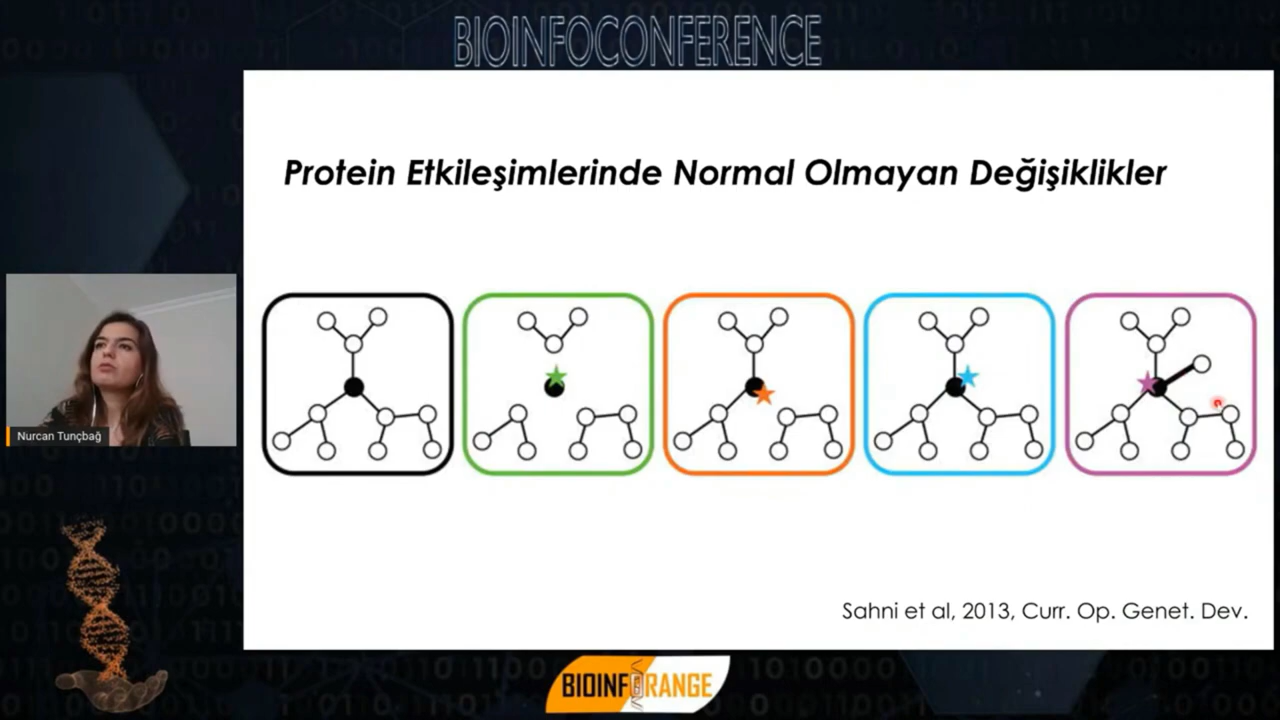 BIOINFOCONFERENCE
Protein Etkileşimlerinde Normal Olmayan Değişiklikler
Nurcan Tunçbağ
Sahni et al, 2013, Curr. Op. Genet. Dev.
BIOINFORANGE